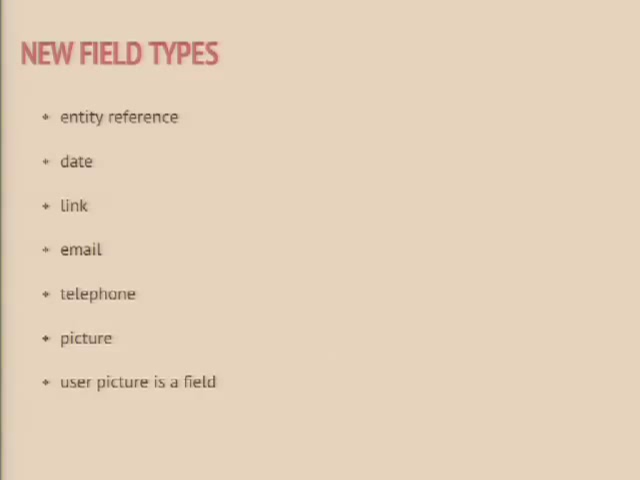 NEW FIELD TYPES
entity reference
date
link
email
telephone
picture
user picture is a field